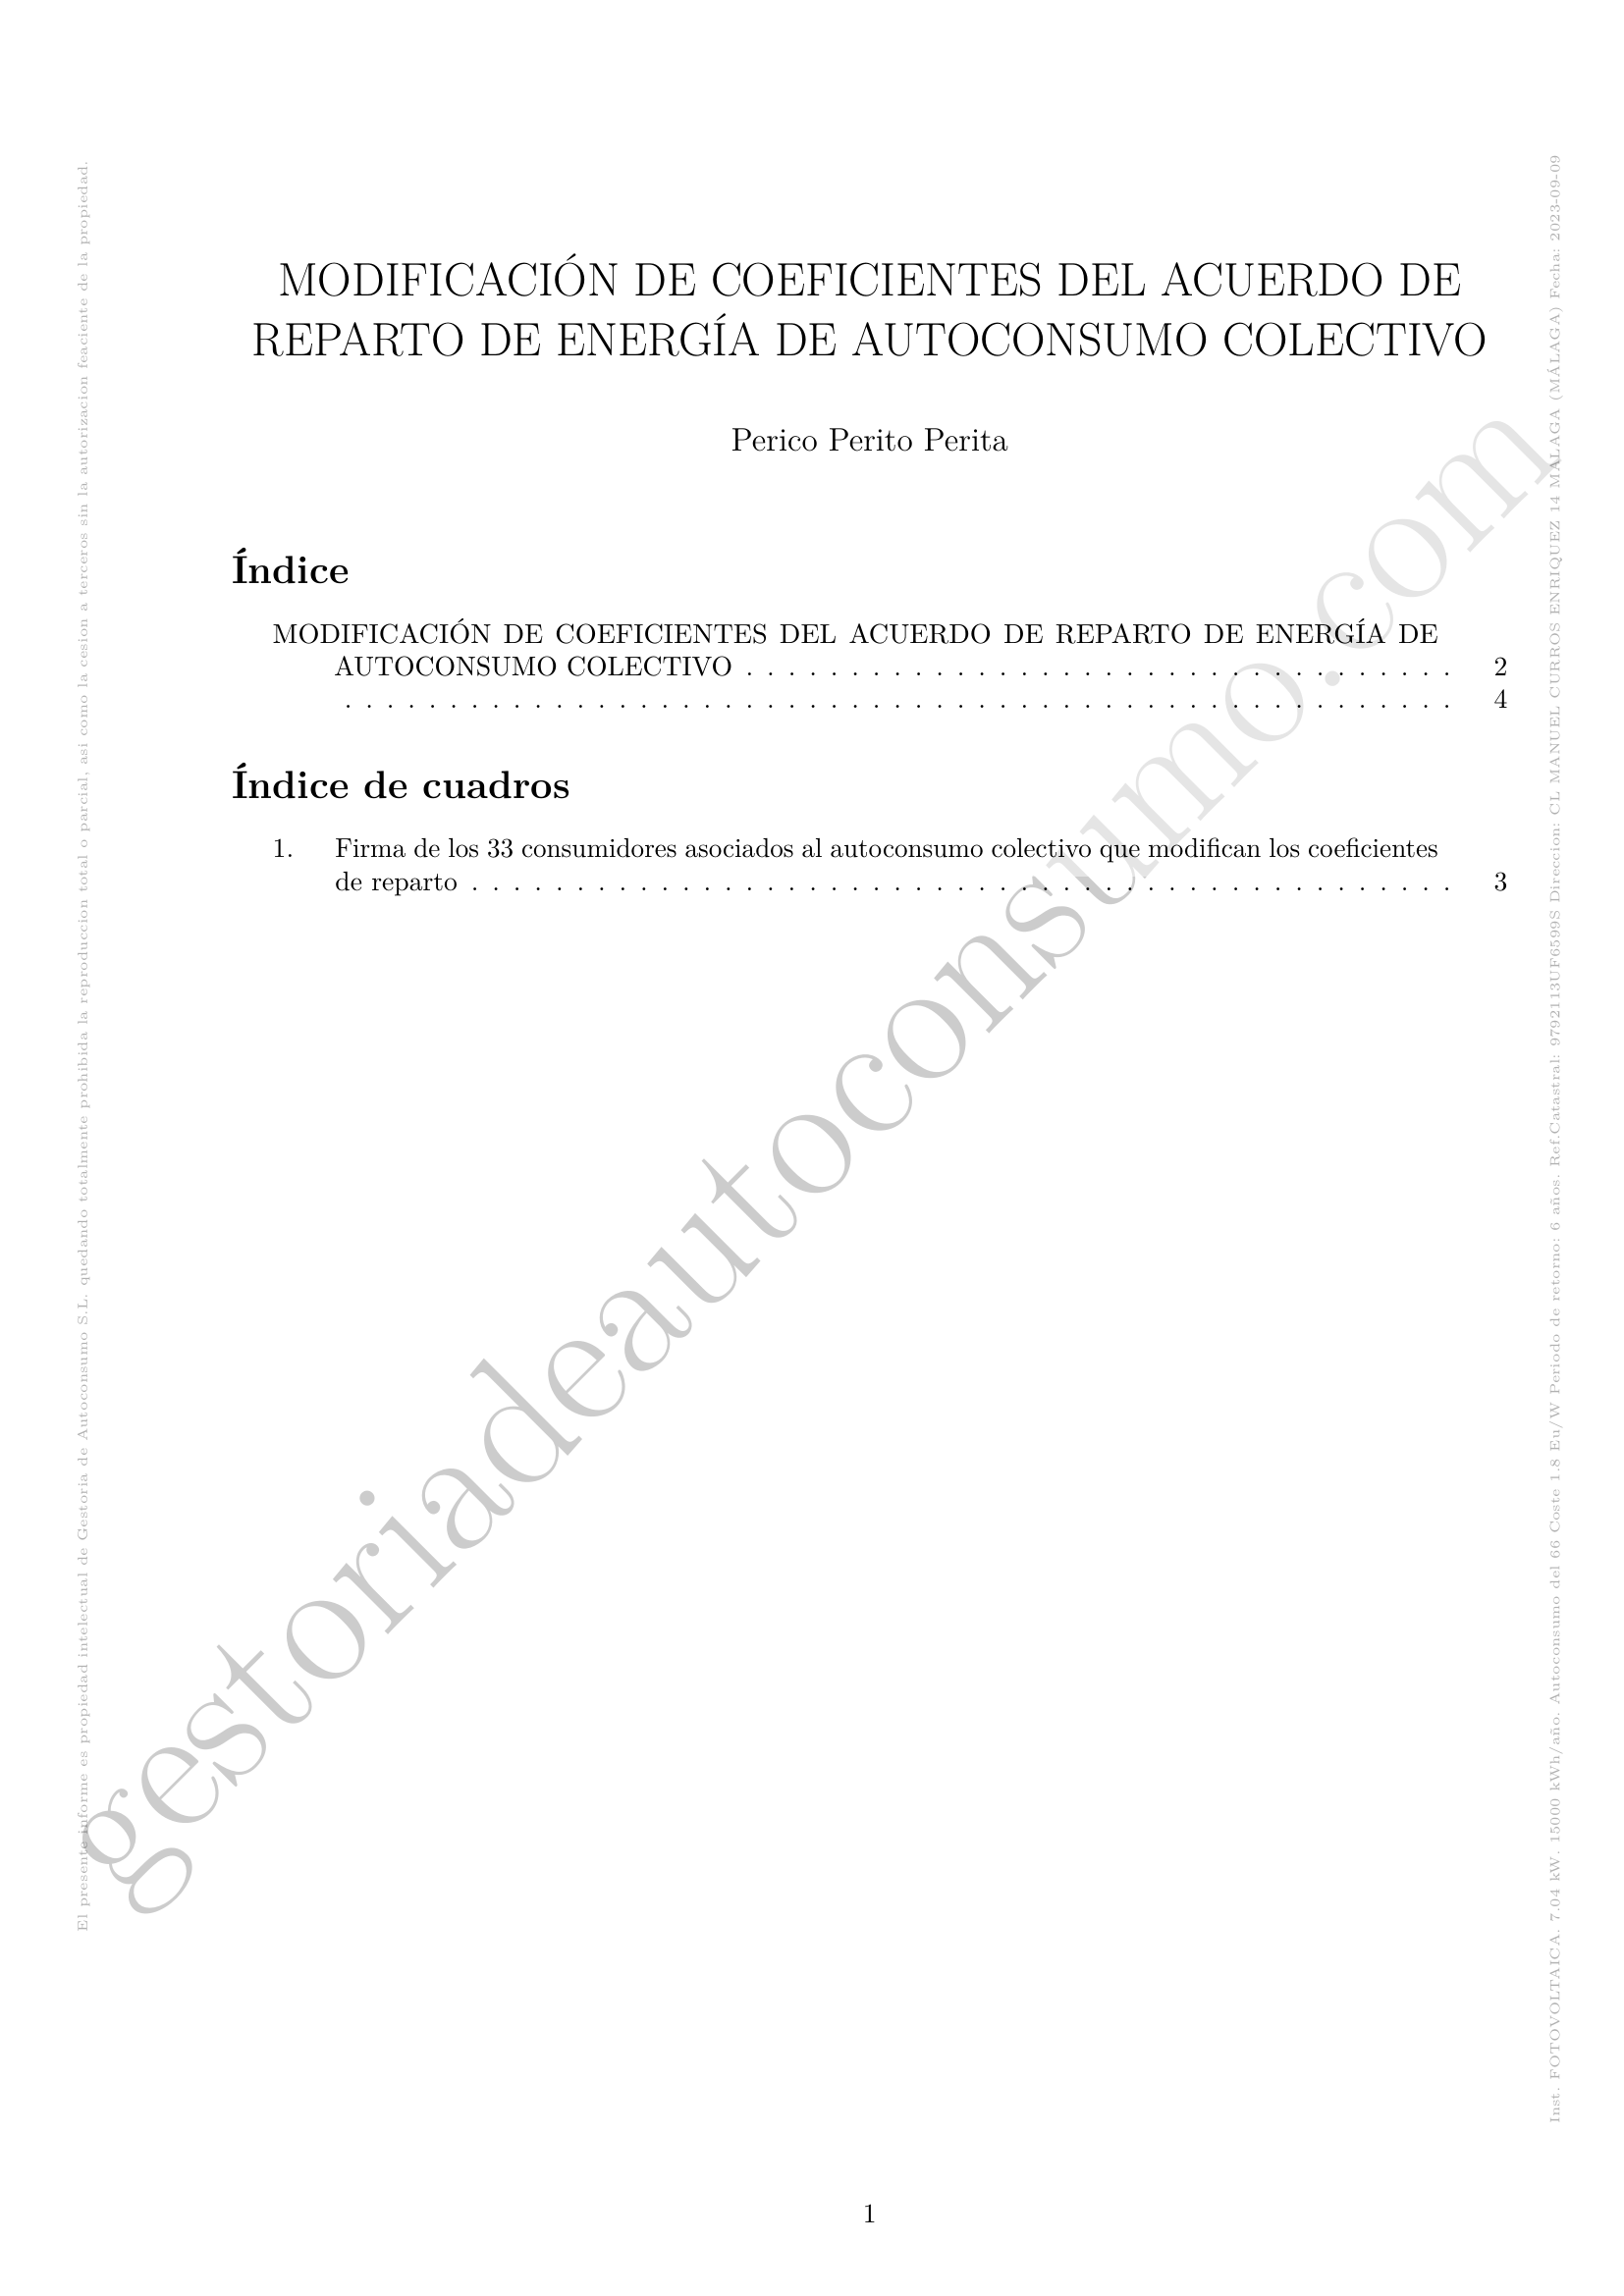 MODIFICACIÓN DE COEFICIENTES DEL ACUERDO DE
REPARTO DE ENERGÍA DE AUTOCONSUMO COLECTIVO
Perico Perito Perita
Índice
MODIFICACIÓN DE COEFICIENTES DEL ACUERDO DE REPARTO DE ENERGÍA DE
AUTOCONSUMO COLECTIVO . . . . . . . . . . . . . . . . . . . . . . . . . . . . . . . . . . 2
. . . . . . . . . . . . . . . . . . . . . . . . . . . . . . . . . . . . . . . . . . . . . . . . . . . . . 4
Índice de cuadros
1. Firma de los 33 consumidores asociados al autoconsumo colectivo que modifican los coeficientes
de reparto . . . . . . . . . . . . . . . . . . . . . . . . . . . . . . . . . . . . . . . . . . . . . . . 3
1
El presente informe es propiedad intelectual de Gestoria de Autoconsumo S.L. quedando totalmente prohibida la reproduccion total o parcial, asi como la cesion a terceros sin la autorizacion feaciente de la propiedad.
Inst. FOTOVOLTAICA. 7.04 kW. 15000 kWh/año. Autoconsumo del 66 Coste 1.8 Eu/W Periodo de retorno: 6 años. Ref.Catastral: 9792113UF6599S Direccion: CL MANUEL CURROS ENRIQUEZ 14 MALAGA (MÁLAGA) Fecha: 2023-09-09
gestoriadeautoconsumo.com